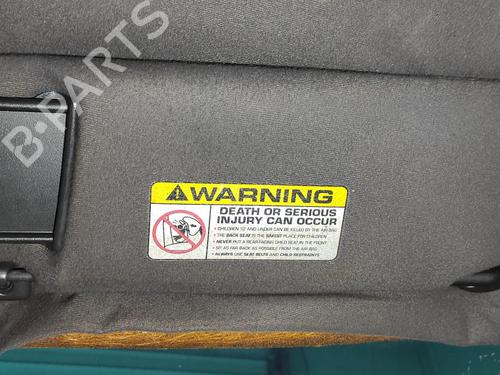 B-PARTS
WARNING
DEATH OR SERIOUS
INJURY CAN OCCUR
• CHILDREN 12 AND UNDER CAN BE KILLED BY THE AIR BAG
• THE BACK SEAT IS THE SAFEST PLACE FOR CHILDREN
• NEVER PUT A REAR-FACING CHILD SEAT IN THE FRONT
• SIT AS FAR BACK AS POSSIBLE FROM THE AIR BAG
• ALWAYS USE SEAT BELTS AND CHILD RESTRAINTS